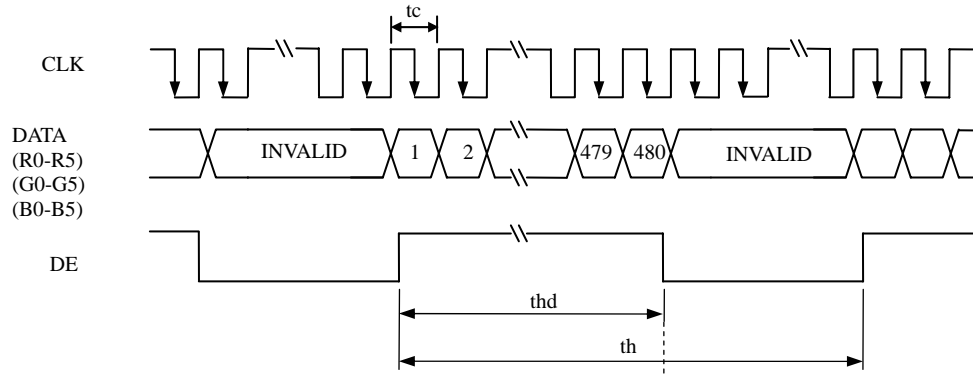 tc
CLK
DATA
(R0-R5)
(G0-G5)
(B0-B5)
INVALID
1
2
479
480
INVALID
DE
thd
th